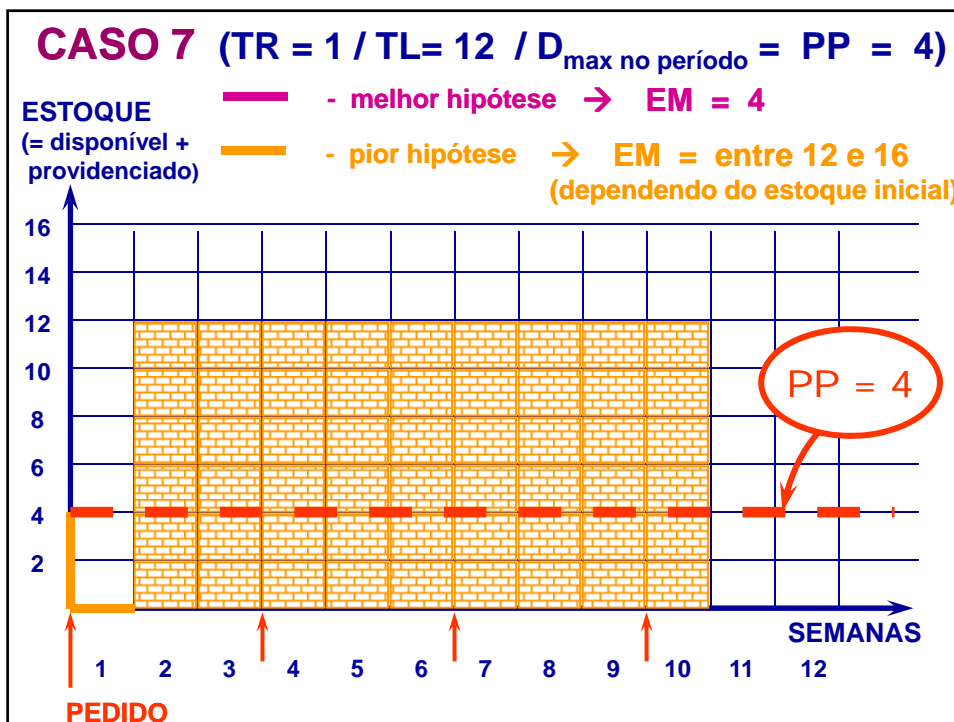 CASO 7 (TR = 1 / TL= 12 / Dmax no período = PP = 4)
- melhor hipótese → EM = 4
ESTOQUE
(= disponível +
providenciado)
- pior hipótese → EM = entre 12 e 16
(dependendo do estoque inicial)
16
14
12
10
8
6
4
2
PP = 4
SEMANAS
1 2 3 4 5 6 7 8 9 10 11 12
PEDIDO